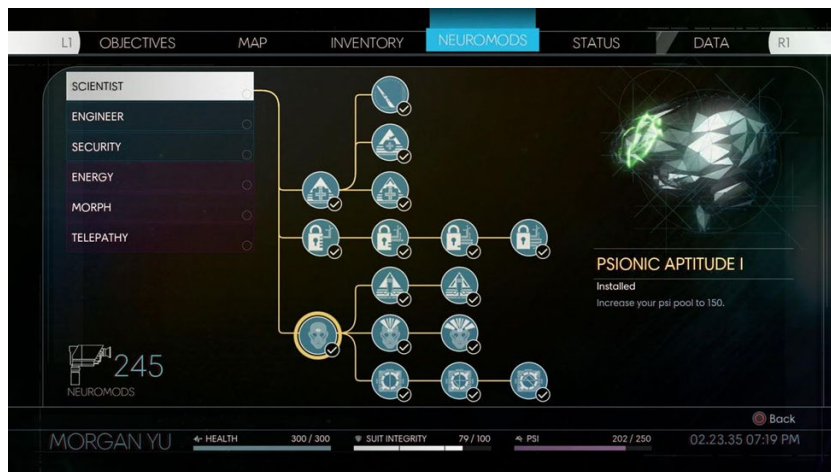 L1 OBJECTIVES MAP INVENTORY NEUROMODS STATUS DATA R1
SCIENTIST
ENGINEER
SECURITY
ENERGY
MORPH
TELEPATHY
PSIONIC APTITUDE I
Installed
Increase your psi pool to 150.
245
NEUROMODS
Back
MORGAN YU HEALTH 300 / 300 SUIT INTEGRITY 79 / 100 PSI 202 / 250 02.23.35 07:19 PM